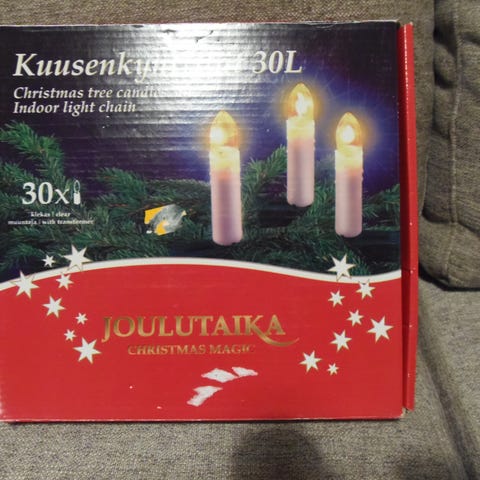 30L
Christmas tree
Indoor light chain
30x
kirkas | clear
muuntaja | with transformer
JOULUTAIKA
CHRISTMAS MAGIC